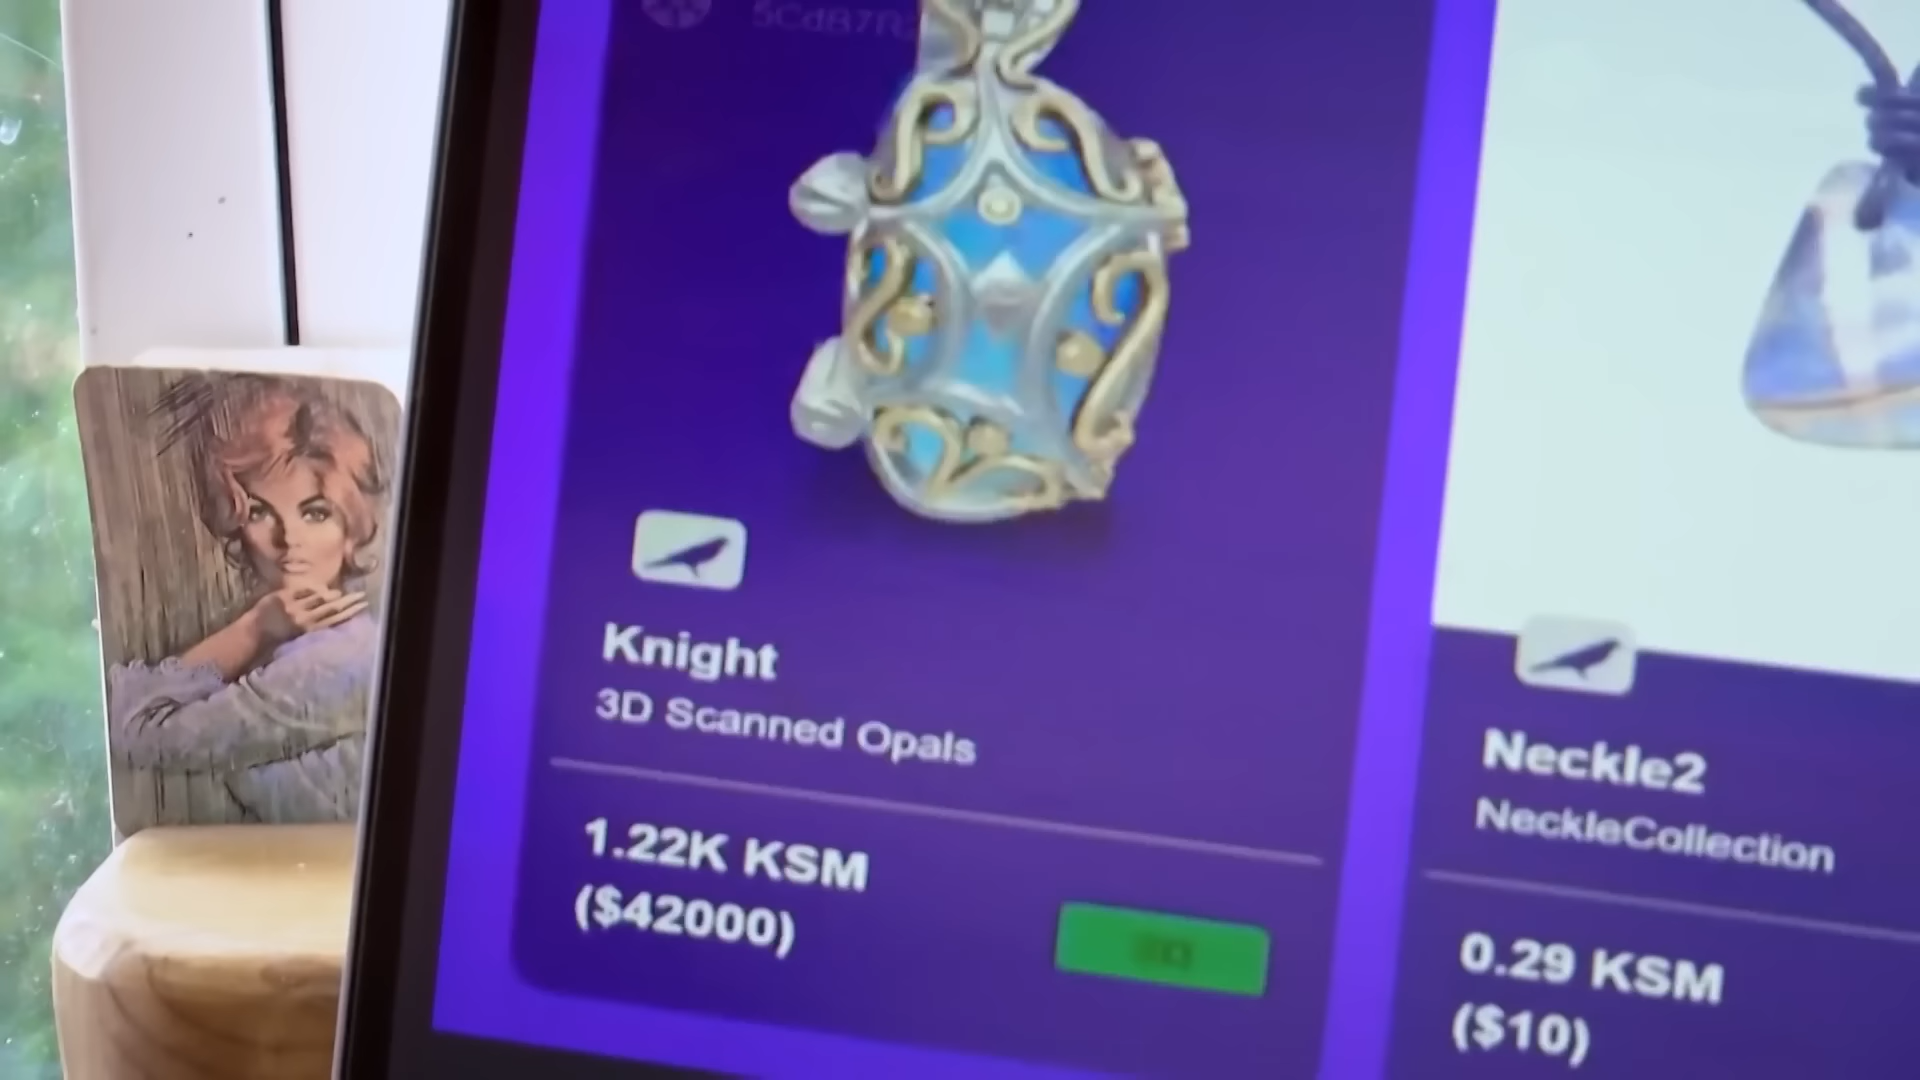 Knight
3D Scanned Opals
1.22K KSM
($42000)
Neckle2
NeckleCollection
0.29 KSM
($10)